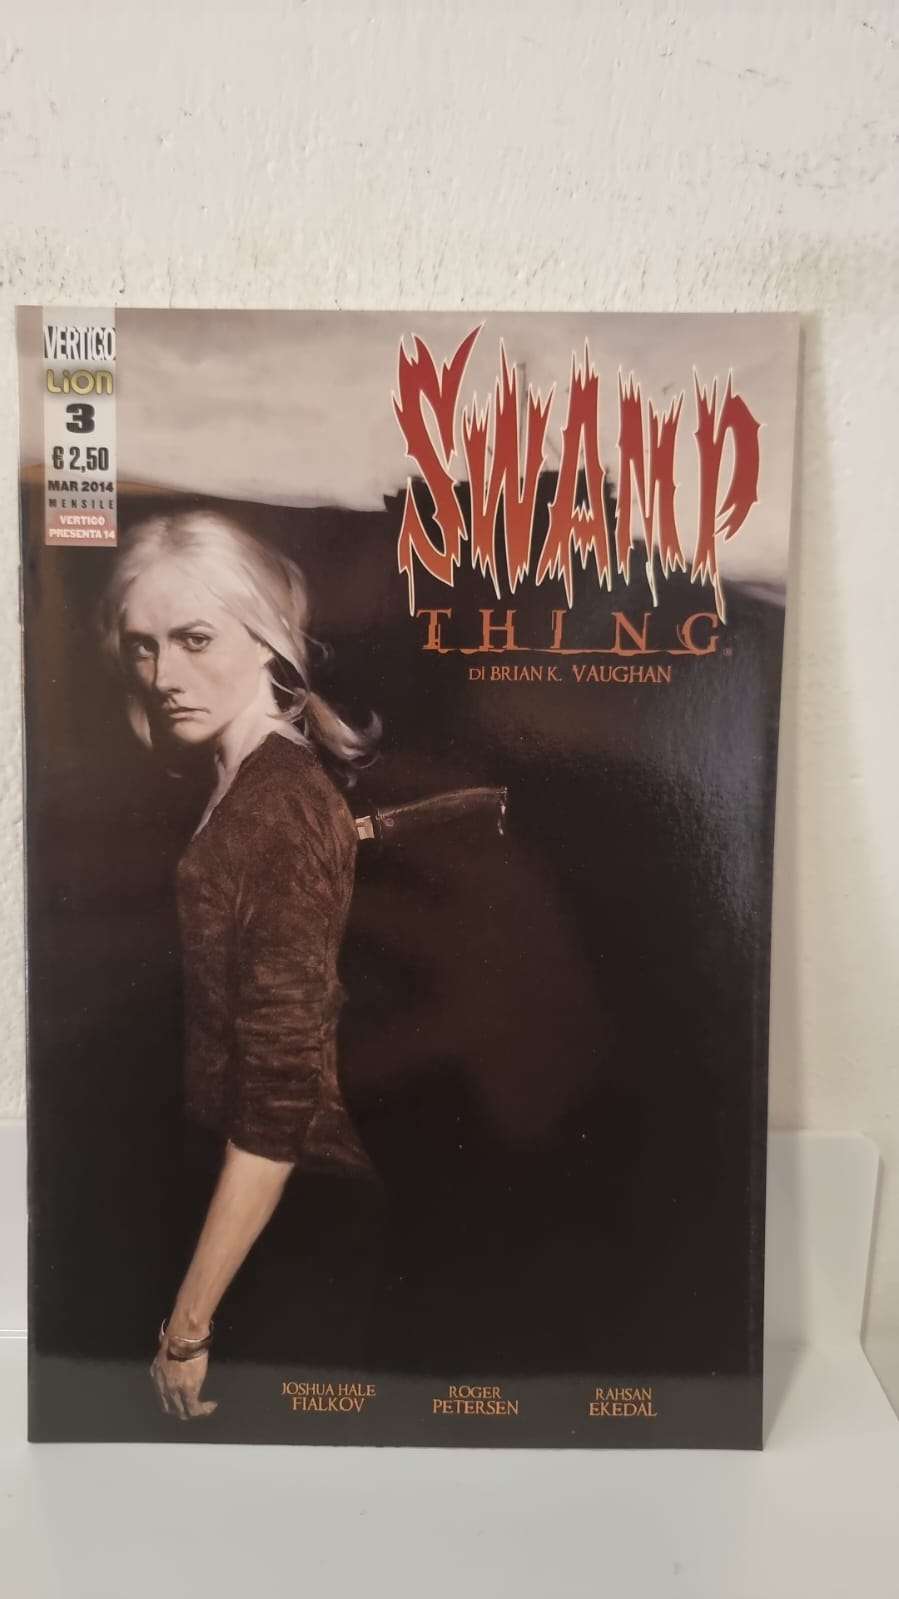 VERTIGO
LION
3
€ 2,50
MAR 2014
MENSILE
VERTIGO
PRESENTA 14
SWAMP
THING
DI BRIAN K. VAUGHAN
JOSHUA HALE
FIALKOV
ROGER
PETERSEN
RAHSAN
EKEDAL